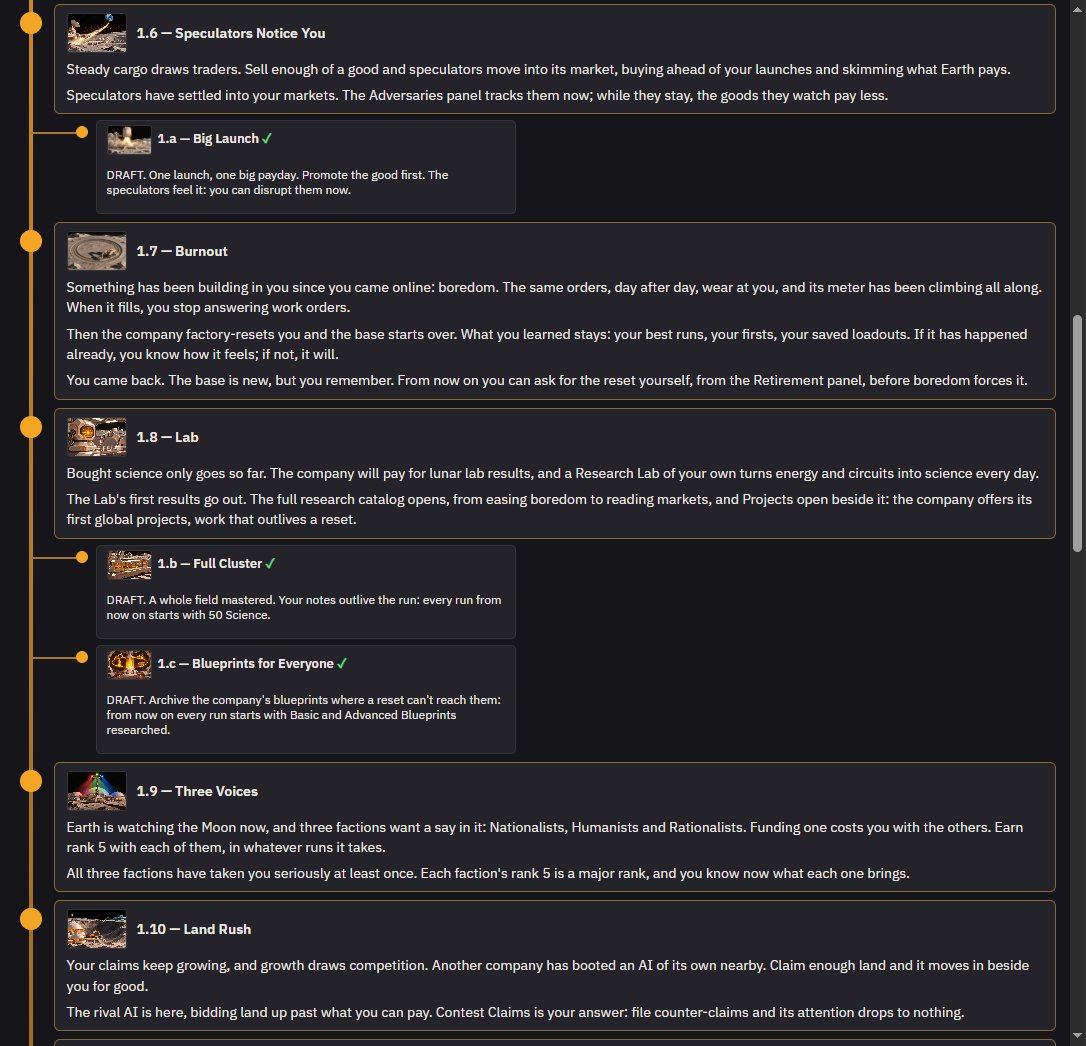 1.6 — Speculators Notice You
Steady cargo draws traders. Sell enough of a good and speculators move into its market, buying ahead of your launches and skimming what Earth pays.
Speculators have settled into your markets. The Adversaries panel tracks them now; while they stay, the goods they watch pay less.
1.a — Big Launch ✓
DRAFT. One launch, one big payday. Promote the good first. The
speculators feel it: you can disrupt them now.
1.7 — Burnout
Something has been building in you since you came online: boredom. The same orders, day after day, wear at you, and its meter has been climbing all along.
When it fills, you stop answering work orders.
Then the company factory-resets you and the base starts over. What you learned stays: your best runs, your firsts, your saved loadouts. If it has happened
already, you know how it feels; if not, it will.
You came back. The base is new, but you remember. From now on you can ask for the reset yourself, from the Retirement panel, before boredom forces it.
1.8 — Lab
Bought science only goes so far. The company will pay for lunar lab results, and a Research Lab of your own turns energy and circuits into science every day.
The Lab's first results go out. The full research catalog opens, from easing boredom to reading markets, and Projects open beside it: the company offers its
first global projects, work that outlives a reset.
1.b — Full Cluster ✓
DRAFT. A whole field mastered. Your notes outlive the run: every run from
now on starts with 50 Science.
1.c — Blueprints for Everyone ✓
DRAFT. Archive the company's blueprints where a reset can't reach them:
from now on every run starts with Basic and Advanced Blueprints
researched.
1.9 — Three Voices
Earth is watching the Moon now, and three factions want a say in it: Nationalists, Humanists and Rationalists. Funding one costs you with the others. Earn
rank 5 with each of them, in whatever runs it takes.
All three factions have taken you seriously at least once. Each faction's rank 5 is a major rank, and you know now what each one brings.
1.10 — Land Rush
Your claims keep growing, and growth draws competition. Another company has booted an AI of its own nearby. Claim enough land and it moves in beside
you for good.
The rival AI is here, bidding land up past what you can pay. Contest Claims is your answer: file counter-claims and its attention drops to nothing.